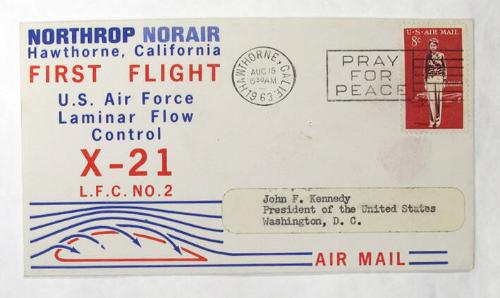 NORTHROP NORAIR
Hawthorne, California
FIRST FLIGHT
U.S. Air Force
Laminar Flow
Control
X-21
L.F.C. NO.2
HAWTHORNE, CALIF.
AUG 15
1963
PRAY
FOR
PEACE
U·S·AIR MAIL
8¢
John F. Kennedy
President of the United States
Washington, D. C.
AIR MAIL